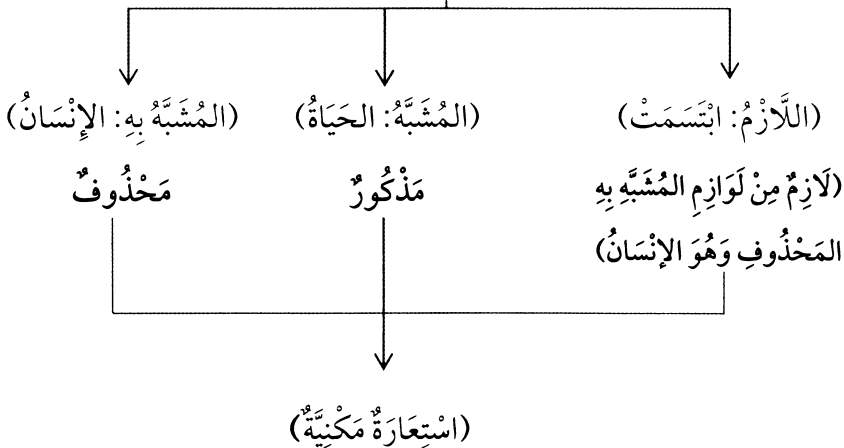 (اللَّازْمُ: ابْتَسَمَتْ)
(لَازِمٌ مِنْ لَوَازِمِ المُشَبَّهِ بِهِ
المَحْذُوفِ وَهُوَ الإنْسَانُ)
(المُشَبَّهُ: الحَيَاةُ)
مَذْكُورٌ
(المُشَبَّهُ بِهِ: الإِنْسَانُ)
مَحْذُوفٌ
(اسْتِعَارَةٌ مَكْنِيَّةٌ)